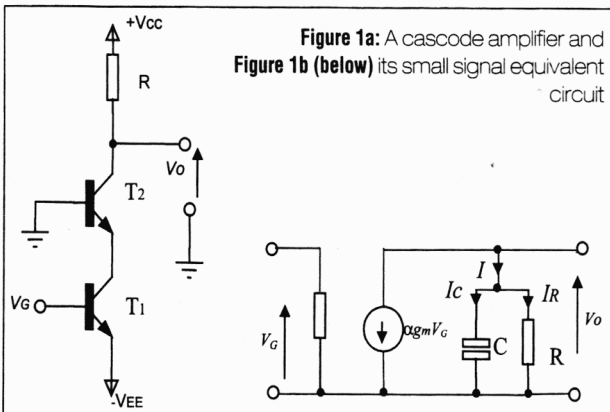 +Vcc
Figure 1a: A cascode amplifier and
Figure 1b (below) its small signal equivalent
circuit
R
Vo
T2
VG
T1
-VEE
I
Ic
IR
VG
αgmVG
C
R
Vo